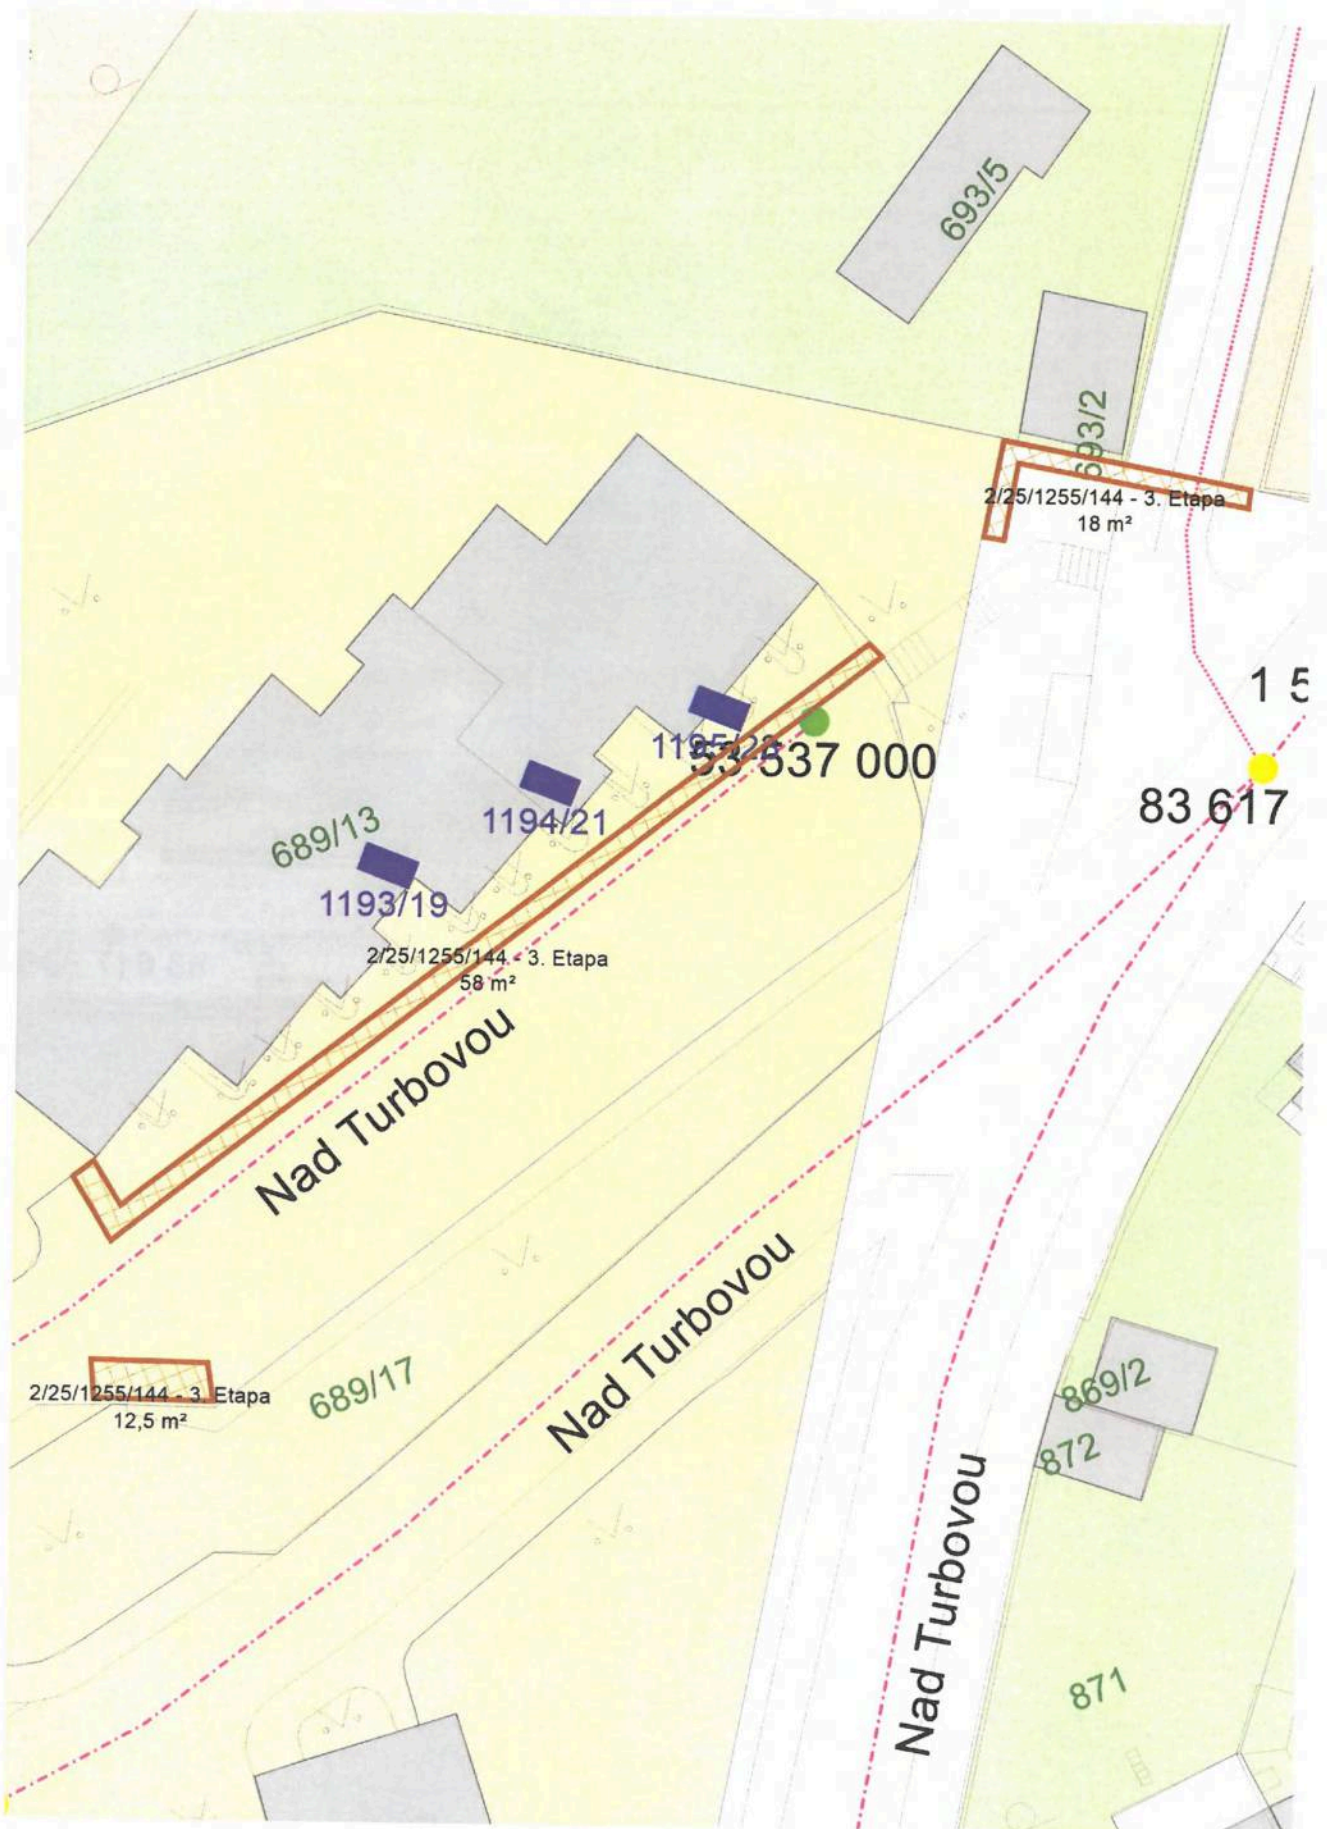 693/5
693/2
2/25/1255/144 - 3. Etapa
18 m²
1 5
83 617
53 637 000
1194/21
689/13
1193/19
2/25/1255/144 - 3. Etapa
58 m²
Nad Turbovou
Nad Turbovou
689/17
2/25/1255/144 - 3. Etapa
12,5 m²
869/2
872
Nad Turbovou
871